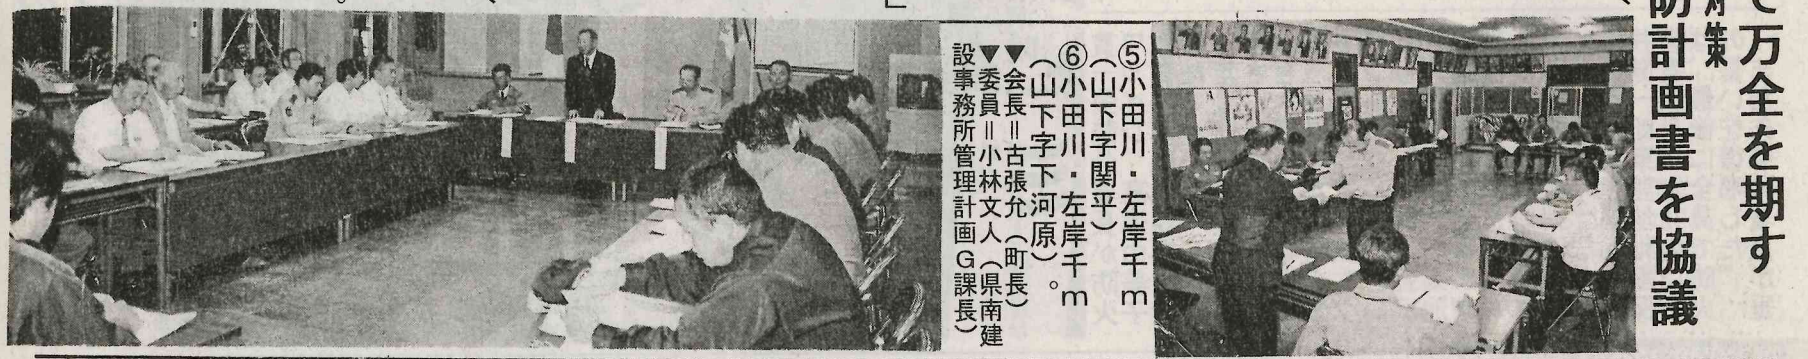 で万全を期す
対策
防計画書を協議
⑤小田川・左岸千m
（山下字関平）
⑥小田川・左岸千m
（山下字下河原）。
▼会長＝古張允（町長）
▼委員＝小林文人（県南建
設事務所管理計画G課長）